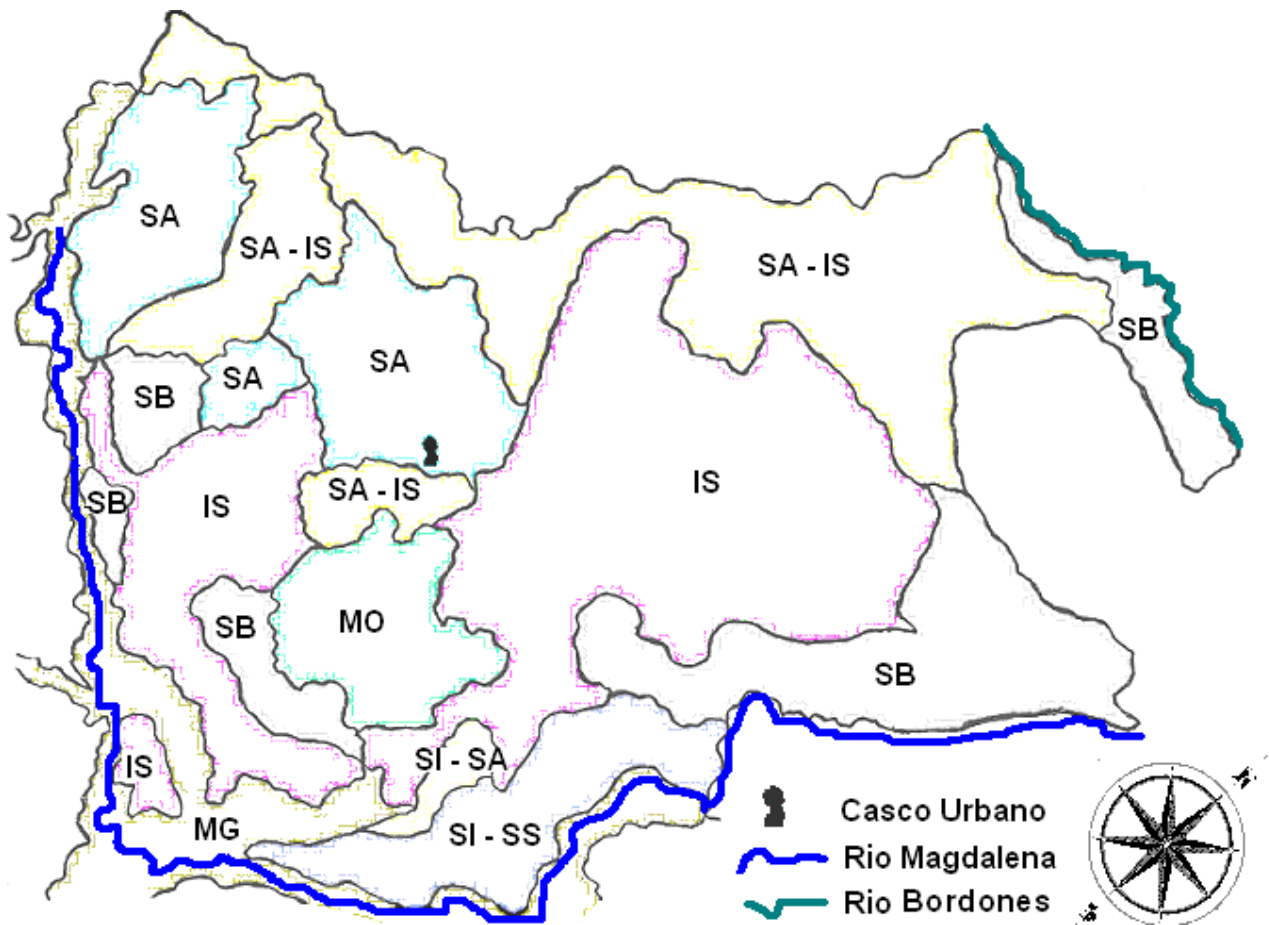 SA
SA - IS
SA - IS
SB
SA
SA
SB
SB
IS
SA - IS
IS
SB
MO
SB
IS
SI - SA
MG
SI - SS
Casco Urbano
Rio Magdalena
Rio Bordones
N